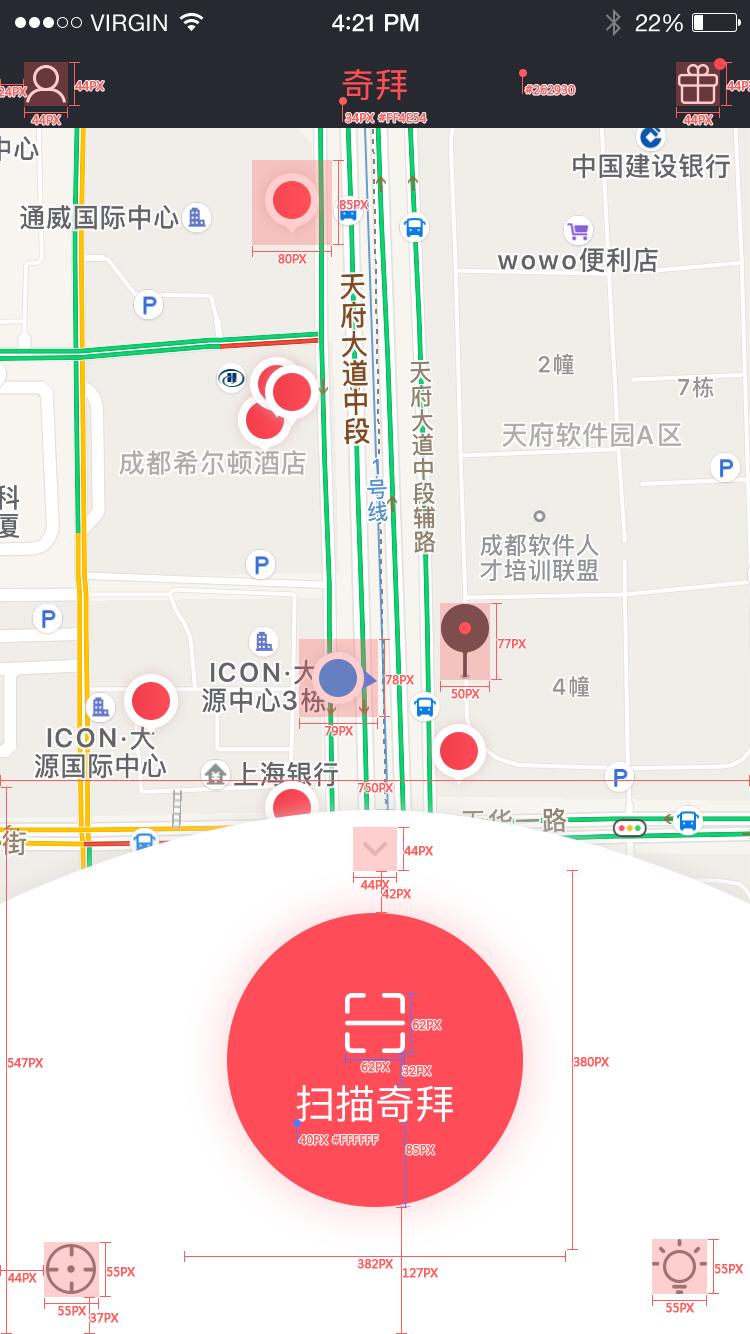 VIRGIN
4:21 PM
22%
24PX
44PX
44PX
奇拜
34PX #FF4E54
#262930
44PX
44PX
中心
中国建设银行
通威国际中心
85PX
80PX
wowo便利店
P
天府大道中段
2幢
7栋
天府大道中段辅路
天府软件园A区
成都希尔顿酒店
1号线
P
科
厦
成都软件人
才培训联盟
P
P
77PX
50PX
ICON·大
源中心3栋
78PX
79PX
4幢
ICON·大
源国际中心
上海银行
P
750PX
街
44PX
44PX
42PX
547PX
380PX
62PX
62PX
32PX
扫描奇拜
40PX #FFFFFF
85PX
382PX
127PX
44PX
55PX
55PX
37PX
55PX
55PX